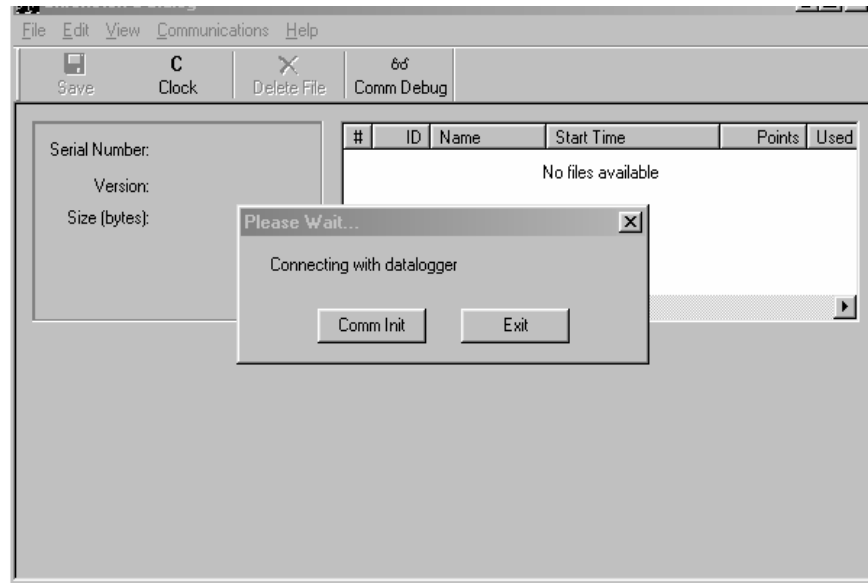 File Edit View Communications Help
C
Save Clock Delete File Comm Debug
# ID Name Start Time Points Used
No files available
Serial Number:
Version:
Size (bytes):
Please Wait...
Connecting with datalogger
Comm Init Exit